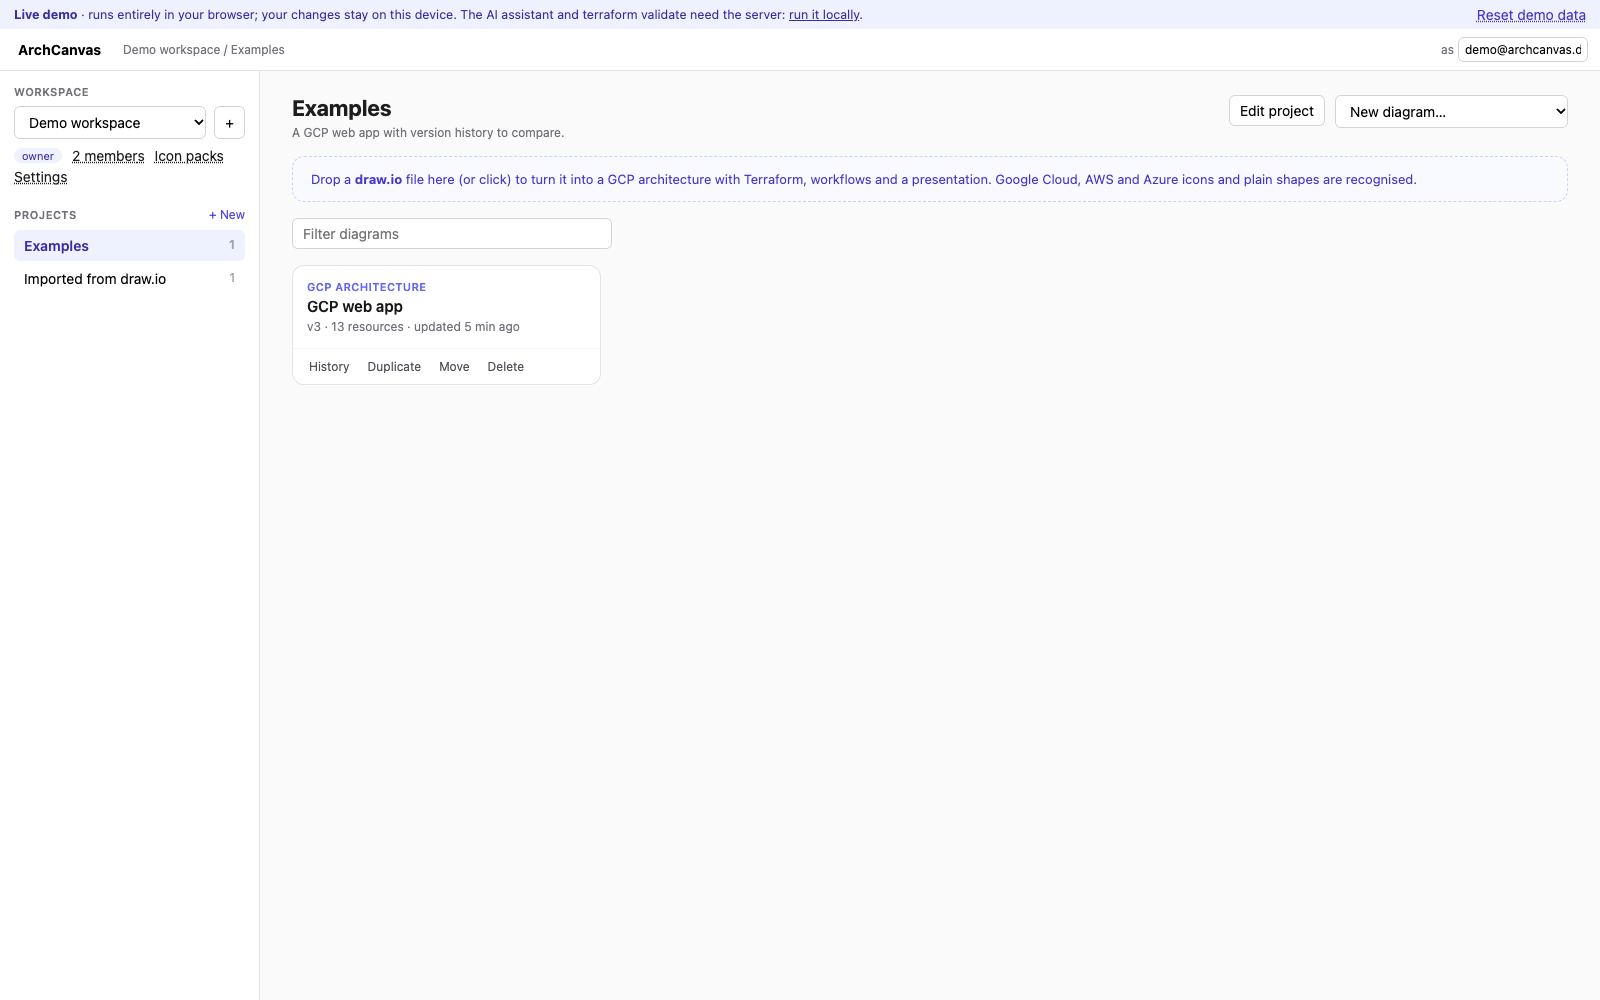 Live demo · runs entirely in your browser; your changes stay on this device. The AI assistant and terraform validate need the server: run it locally.
Reset demo data
ArchCanvas
Demo workspace / Examples
as
demo@archcanvas.d
WORKSPACE
Demo workspace
+
owner
2 members
Icon packs
Settings
PROJECTS
+ New
Examples
1
Imported from draw.io
1
Examples
A GCP web app with version history to compare.
Edit project
New diagram...
Drop a draw.io file here (or click) to turn it into a GCP architecture with Terraform, workflows and a presentation. Google Cloud, AWS and Azure icons and plain shapes are recognised.
Filter diagrams
GCP ARCHITECTURE
GCP web app
v3 · 13 resources · updated 5 min ago
History
Duplicate
Move
Delete